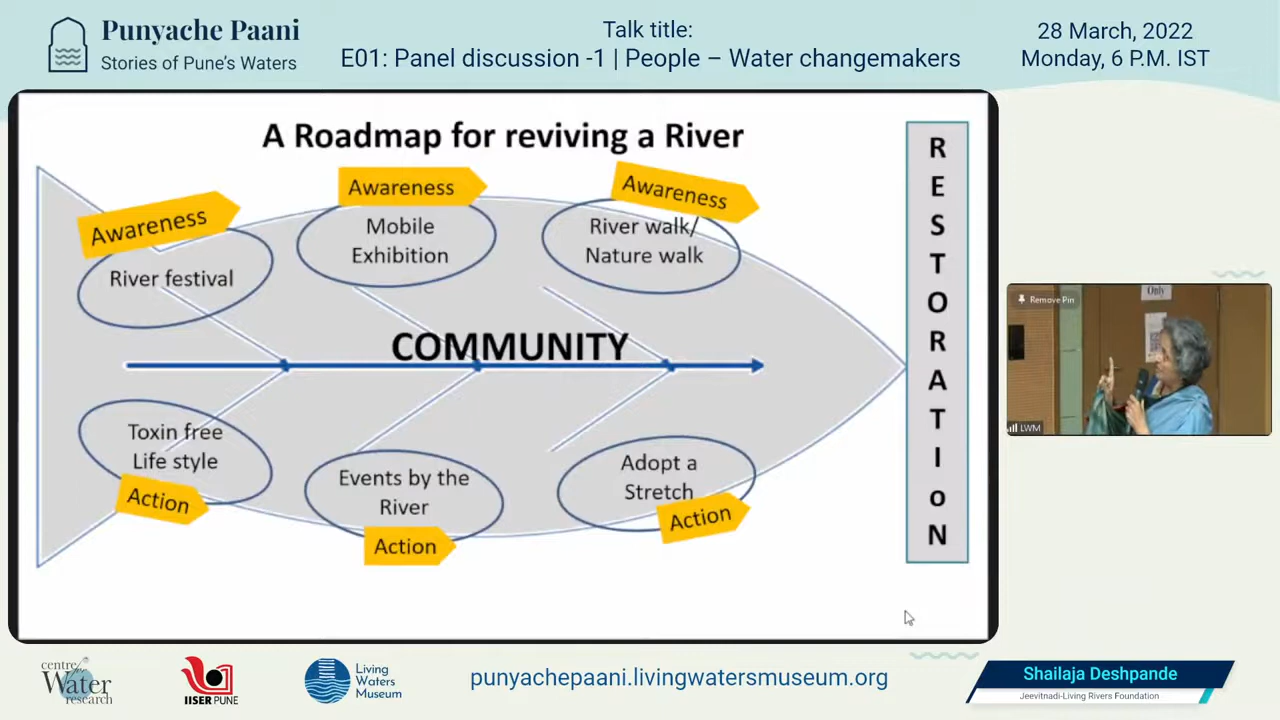 Punyache Paani
Stories of Pune's Waters
Talk title:
E01: Panel discussion -1 | People – Water changemakers
28 March, 2022
Monday, 6 P.M. IST
A Roadmap for reviving a River
Awareness
River festival
Awareness
Mobile
Exhibition
Awareness
River walk/
Nature walk
COMMUNITY
Toxin free
Life style
Action
Events by the
River
Action
Adopt a
Stretch
Action
R
E
S
T
O
R
A
T
I
o
N
Only
Remove Pin
LWM
centre
for
Water
research
IISER PUNE
Living
Waters
Museum
punyachepaani.livingwatersmuseum.org
Shailaja Deshpande
Jeevitnadi-Living Rivers Foundation